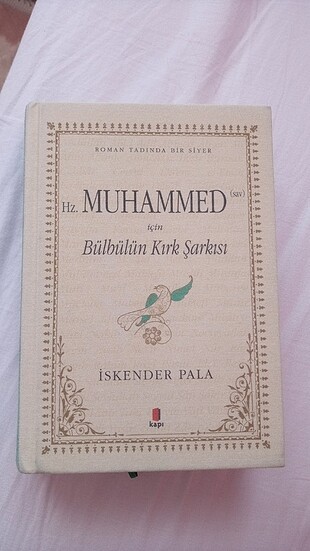 ROMAN TADINDA BİR SİYER
Hz. MUHAMMED (sav)
için
Bülbülün Kırk Şarkısı
İSKENDER PALA
kapı